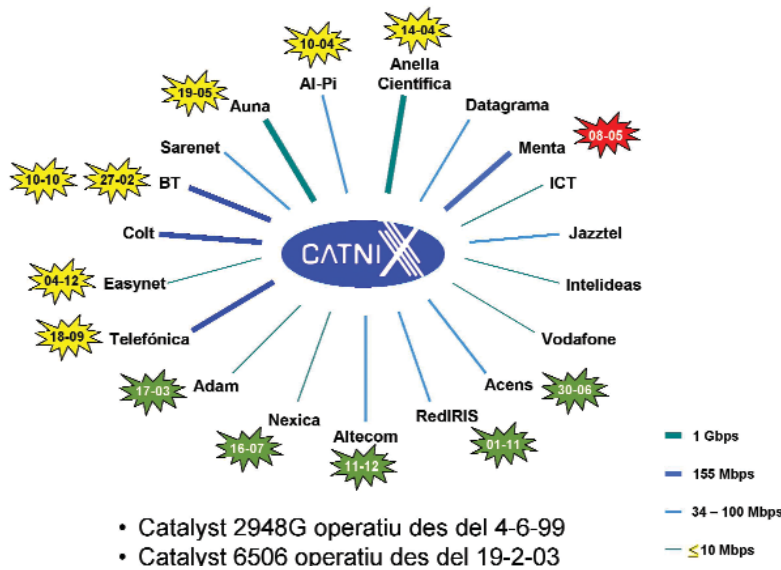 14-04
10-04
Anella
Científica
Al-Pi
19-05
Auna
Datagrama
Menta
08-05
Sarenet
10-10
27-02
BT
ICT
CATNIX
Colt
Jazztel
04-12
Easynet
Intelideas
18-09
Telefónica
Vodafone
17-03
Adam
Acens
30-06
Nexica
RedIRIS
16-07
Altecom
11-12
01-11
1 Gbps
155 Mbps
34 – 100 Mbps
≤10 Mbps
• Catalyst 2948G operatiu des del 4-6-99
• Catalyst 6506 operatiu des del 19-2-03